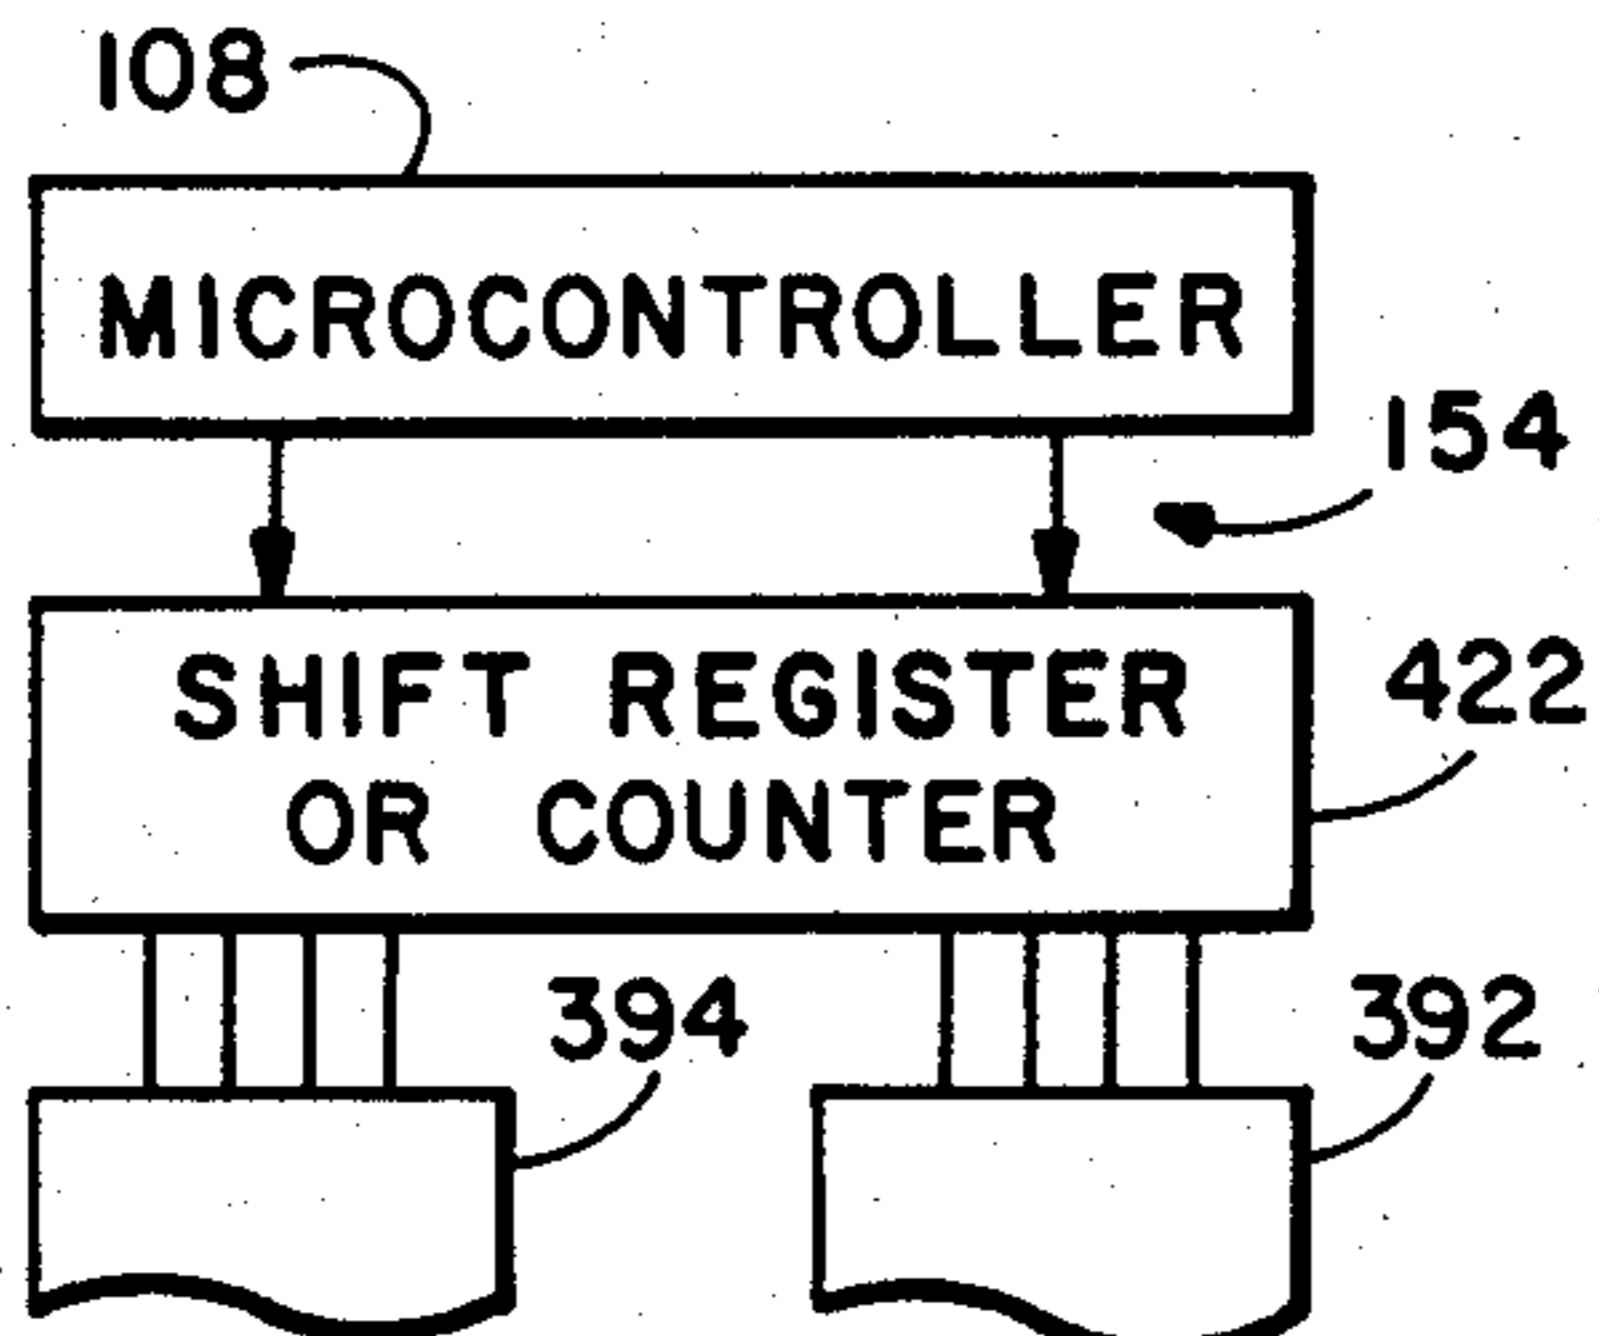 108
MICROCONTROLLER
154
SHIFT REGISTER
OR COUNTER
422
394
392